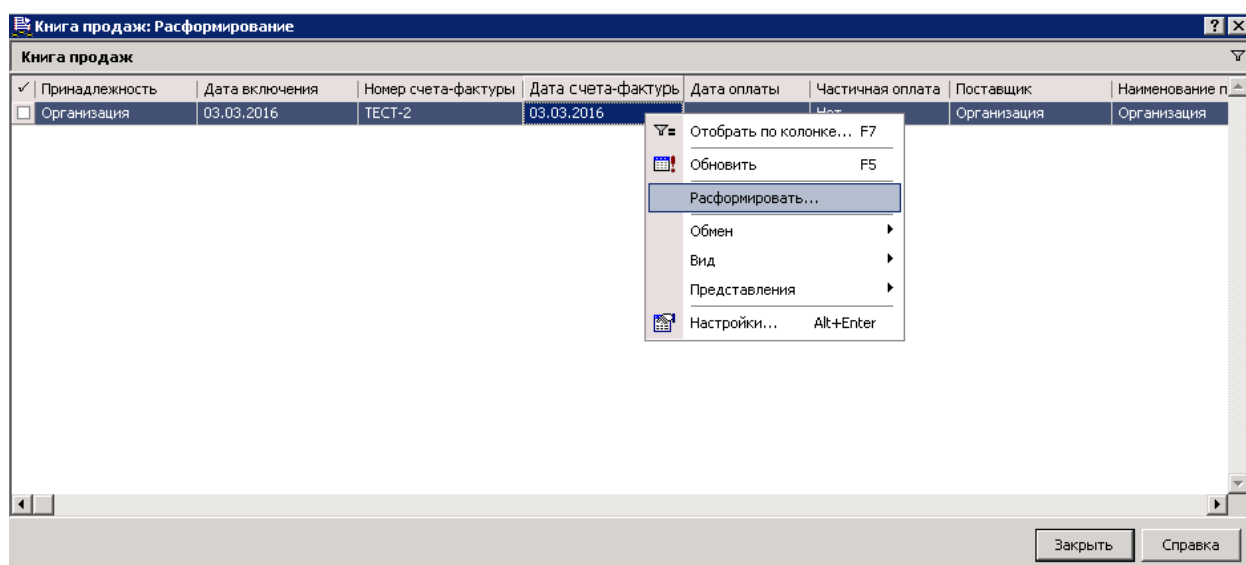 Книга продаж: Расформирование
Книга продаж
Принадлежность Дата включения Номер счета-фактуры Дата счета-фактуры Дата оплаты Частичная оплата Поставщик Наименование п
Организация 03.03.2016 ТЕСТ-2 03.03.2016 Нет Организация Организация
Отобрать по колонке... F7
Обновить F5
Расформировать...
Обмен
Вид
Представления
Настройки... Alt+Enter
Закрыть Справка